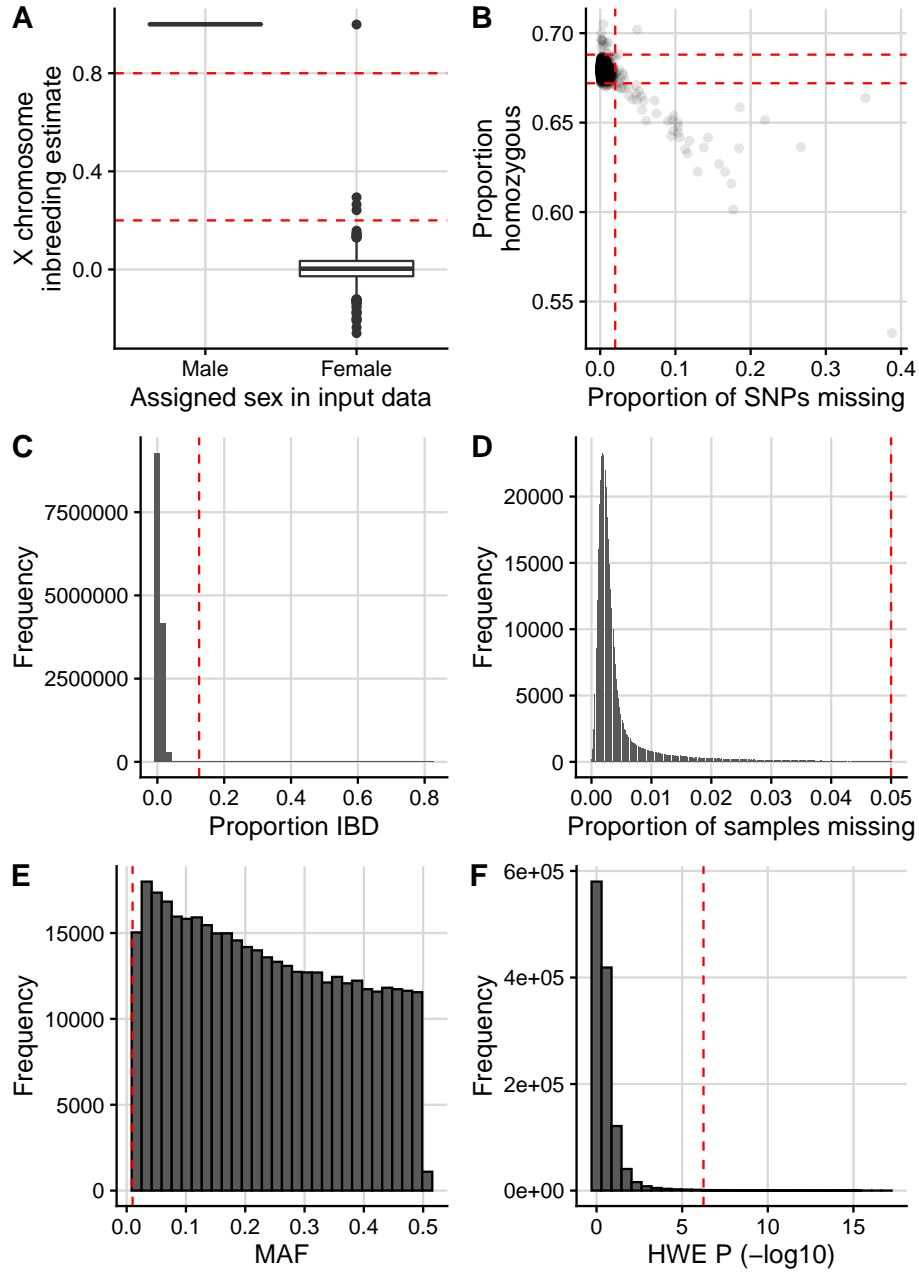 A
X chromosome
inbreeding estimate
0.8
0.4
0.0
Male
Female
Assigned sex in input data
B
Proportion
homozygous
0.70
0.65
0.60
0.55
0.0
0.1
0.2
0.3
0.4
Proportion of SNPs missing
C
Frequency
7500000
5000000
2500000
0
0.0
0.2
0.4
0.6
0.8
Proportion IBD
D
Frequency
20000
15000
10000
5000
0
0.00
0.01
0.02
0.03
0.04
0.05
Proportion of samples missing
E
Frequency
15000
10000
5000
0
0.0
0.1
0.2
0.3
0.4
0.5
MAF
F
Frequency
6e+05
4e+05
2e+05
0e+00
0
5
10
15
HWE P (−log10)